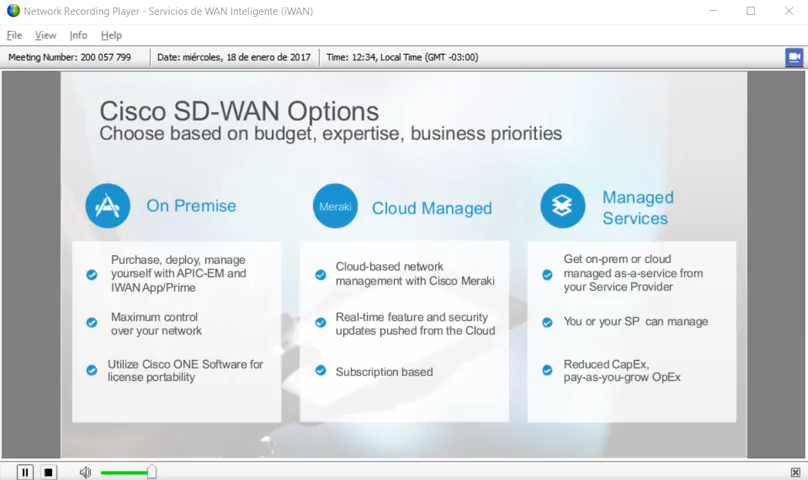 Network Recording Player - Servicios de WAN Inteligente (iWAN)
File View Info Help
Meeting Number: 200 057 799 Date: miércoles, 18 de enero de 2017 Time: 12:34, Local Time (GMT -03:00)
Cisco SD-WAN Options
Choose based on budget, expertise, business priorities
On Premise
Purchase, deploy, manage
yourself with APIC-EM and
IWAN App/Prime
Maximum control
over your network
Utilize Cisco ONE Software for
license portability
Meraki
Cloud Managed
Cloud-based network
management with Cisco Meraki
Real-time feature and security
updates pushed from the Cloud
Subscription based
Managed
Services
Get on-prem or cloud
managed as-a-service from
your Service Provider
You or your SP can manage
Reduced CapEx,
pay-as-you-grow OpEx